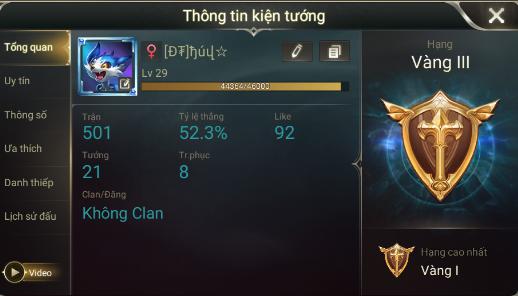 Thông tin kiện tướng
Tổng quan
Uy tín
Thông số
Ưa thích
Danh thiếp
Lịch sử đấu
Video
Lv 29
44364/46000
Trận
Tỷ lệ thắng
Like
501
52.3%
92
Tướng
Tr.phục
21
8
Clan/Đăng
Không Clan
Hạng
Vàng III
Hạng cao nhất
Vàng I